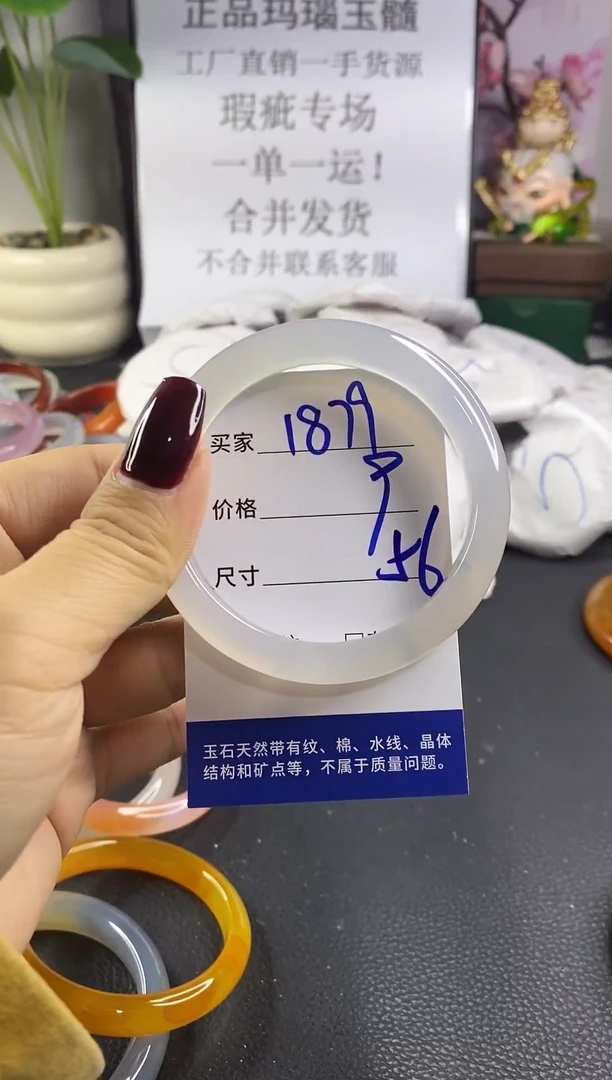 正品玛瑙玉髓
工厂直销一手货源
瑕疵专场
一单一运！
合并发货
不合并联系客服
买家 1879
价格
尺寸 56
玉石天然带有纹、棉、水线、晶体
结构和矿点等，不属于质量问题。